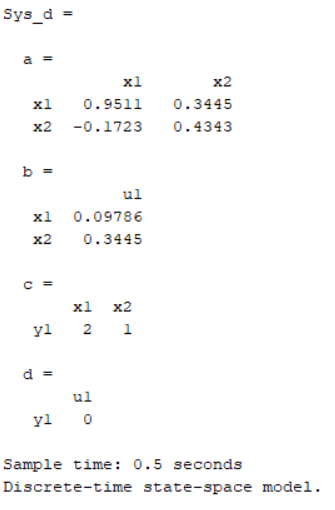 Sys_d =
a =
x1 x2
x1 0.9511 0.3445
x2 -0.1723 0.4343
b =
u1
x1 0.09786
x2 0.3445
c =
x1 x2
y1 2 1
d =
u1
y1 0
Sample time: 0.5 seconds
Discrete-time state-space model.